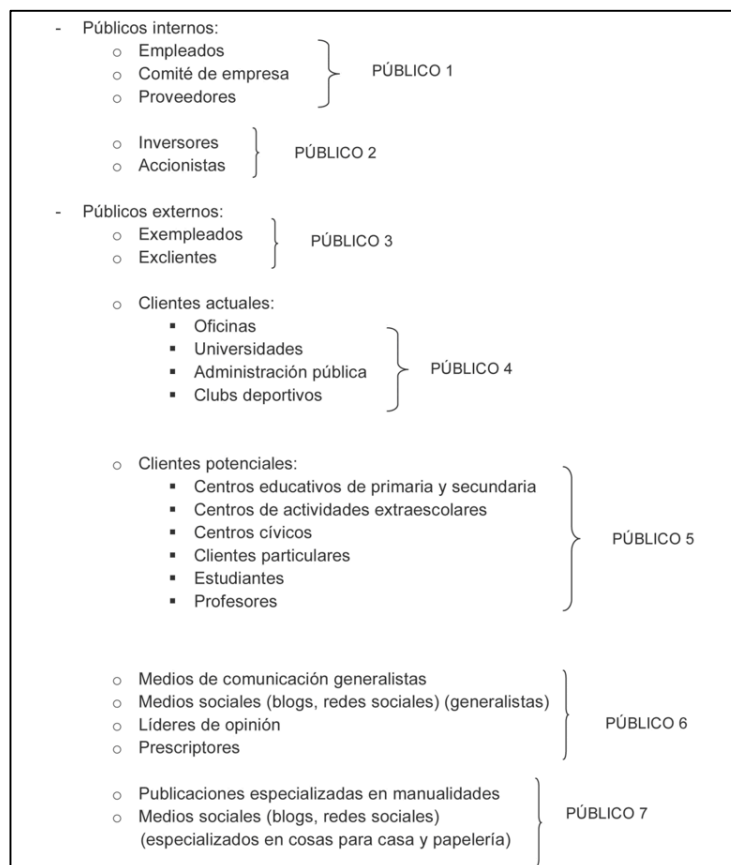 - Públicos internos:
o Empleados
o Comité de empresa
o Proveedores
PÚBLICO 1
o Inversores
o Accionistas
PÚBLICO 2
- Públicos externos:
o Exempleados
o Exclientes
PÚBLICO 3
o Clientes actuales:
▪ Oficinas
▪ Universidades
▪ Administración pública
▪ Clubs deportivos
PÚBLICO 4
o Clientes potenciales:
▪ Centros educativos de primaria y secundaria
▪ Centros de actividades extraescolares
▪ Centros cívicos
▪ Clientes particulares
▪ Estudiantes
▪ Profesores
PÚBLICO 5
o Medios de comunicación generalistas
o Medios sociales (blogs, redes sociales) (generalistas)
o Líderes de opinión
o Prescriptores
PÚBLICO 6
o Publicaciones especializadas en manualidades
o Medios sociales (blogs, redes sociales)
(especializados en cosas para casa y papelería)
PÚBLICO 7